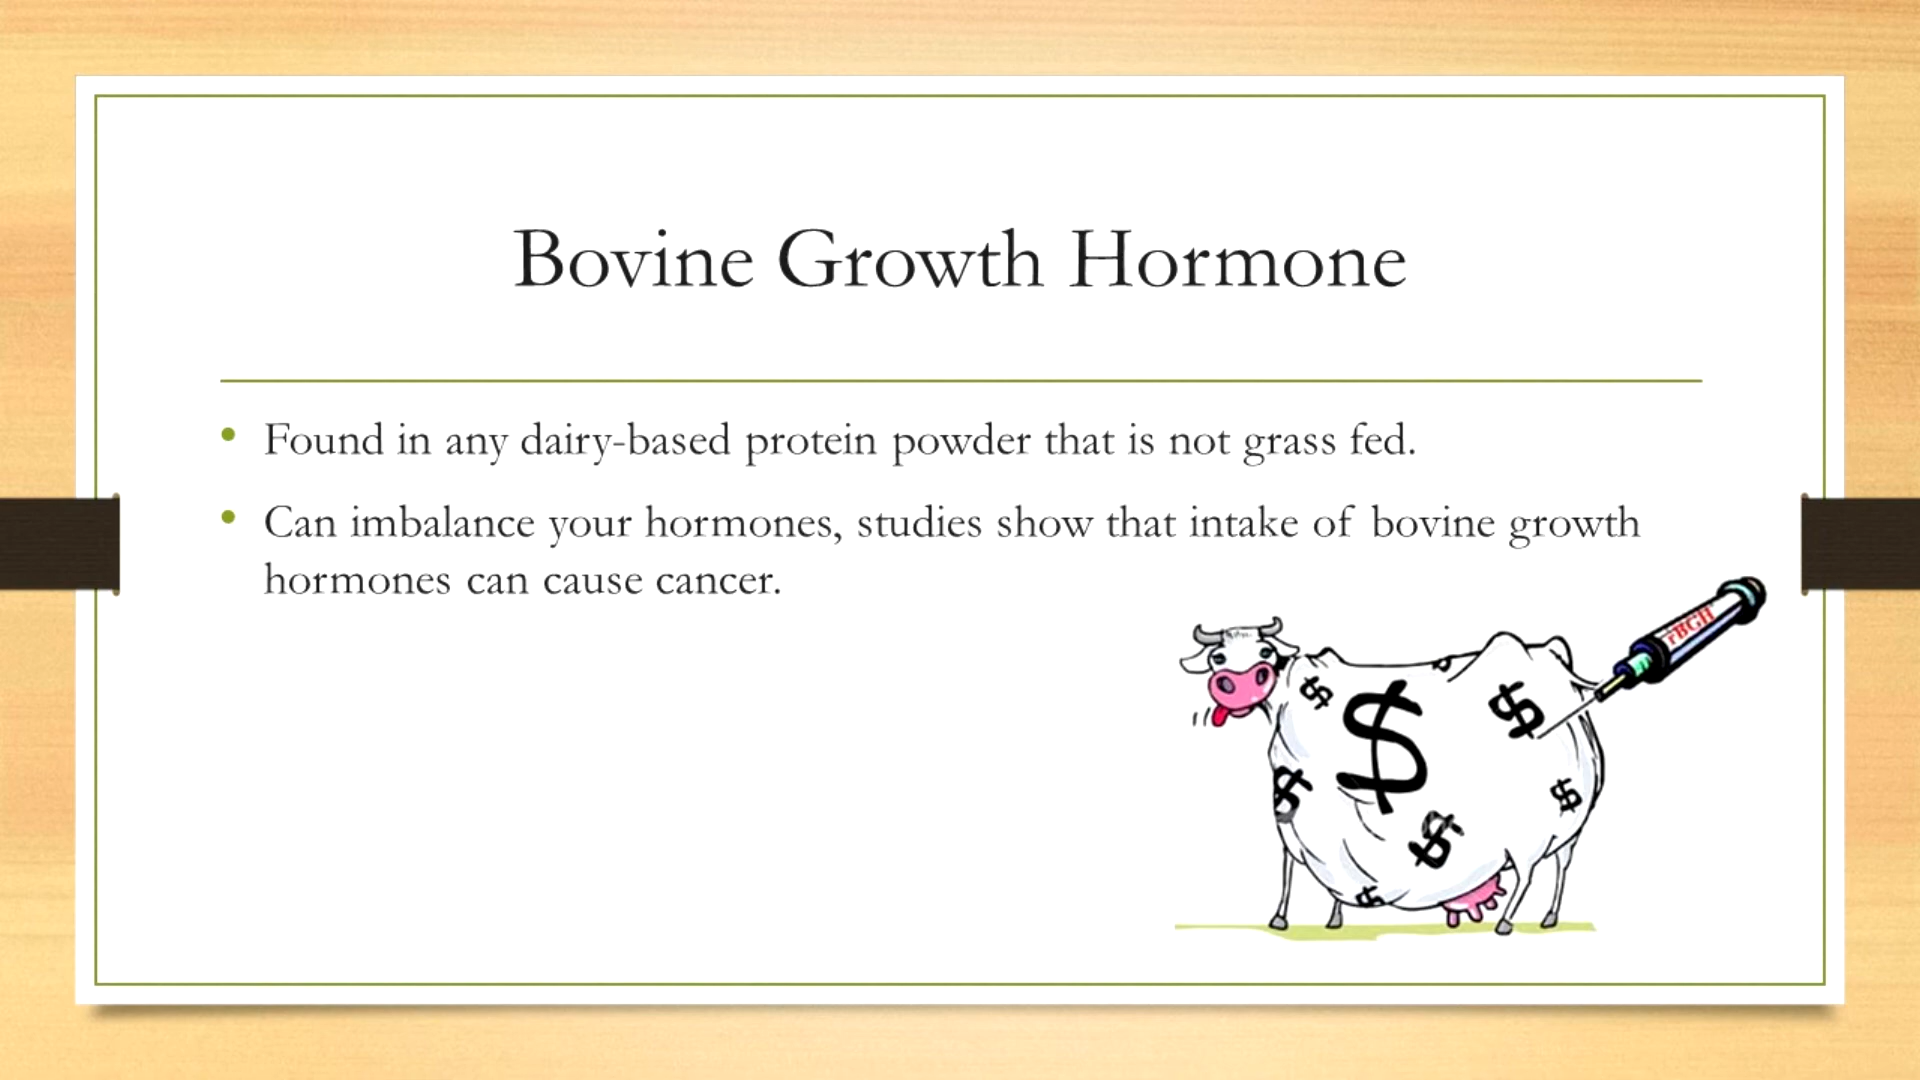 Bovine Growth Hormone
• Found in any dairy-based protein powder that is not grass fed.
• Can imbalance your hormones, studies show that intake of bovine growth
hormones can cause cancer.
rBGH
$
$
$
$
$
$
$